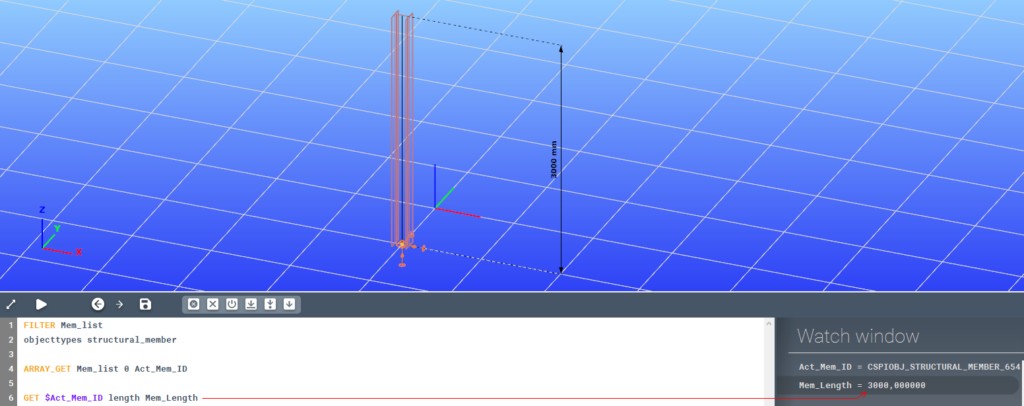 3000 mm
Z
Y
X
1 FILTER Mem_list
2 objecttypes structural_member
3
4 ARRAY_GET Mem_list 0 Act_Mem_ID
5
6 GET $Act_Mem_ID length Mem_Length
Watch window
Act_Mem_ID = CSPIOBJ_STRUCTURAL_MEMBER_654
Mem_Length = 3000,000000